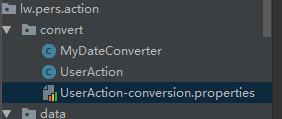 lw.pers.action
convert
MyDateConverter
UserAction
UserAction-conversion.properties
data